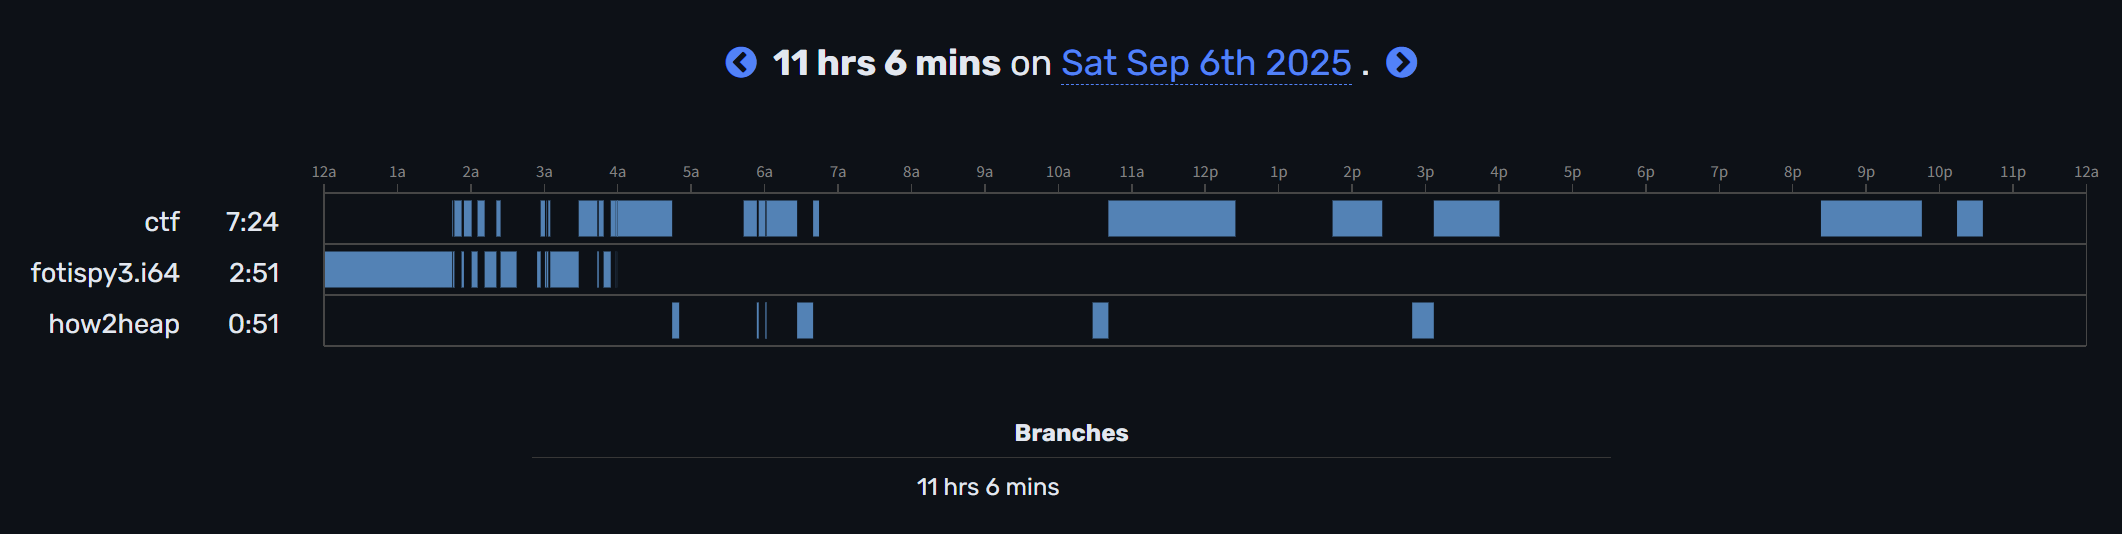 11 hrs 6 mins on Sat Sep 6th 2025 .
12a 1a 2a 3a 4a 5a 6a 7a 8a 9a 10a 11a 12p 1p 2p 3p 4p 5p 6p 7p 8p 9p 10p 11p 12a
ctf 7:24
fotispy3.i64 2:51
how2heap 0:51
Branches
11 hrs 6 mins